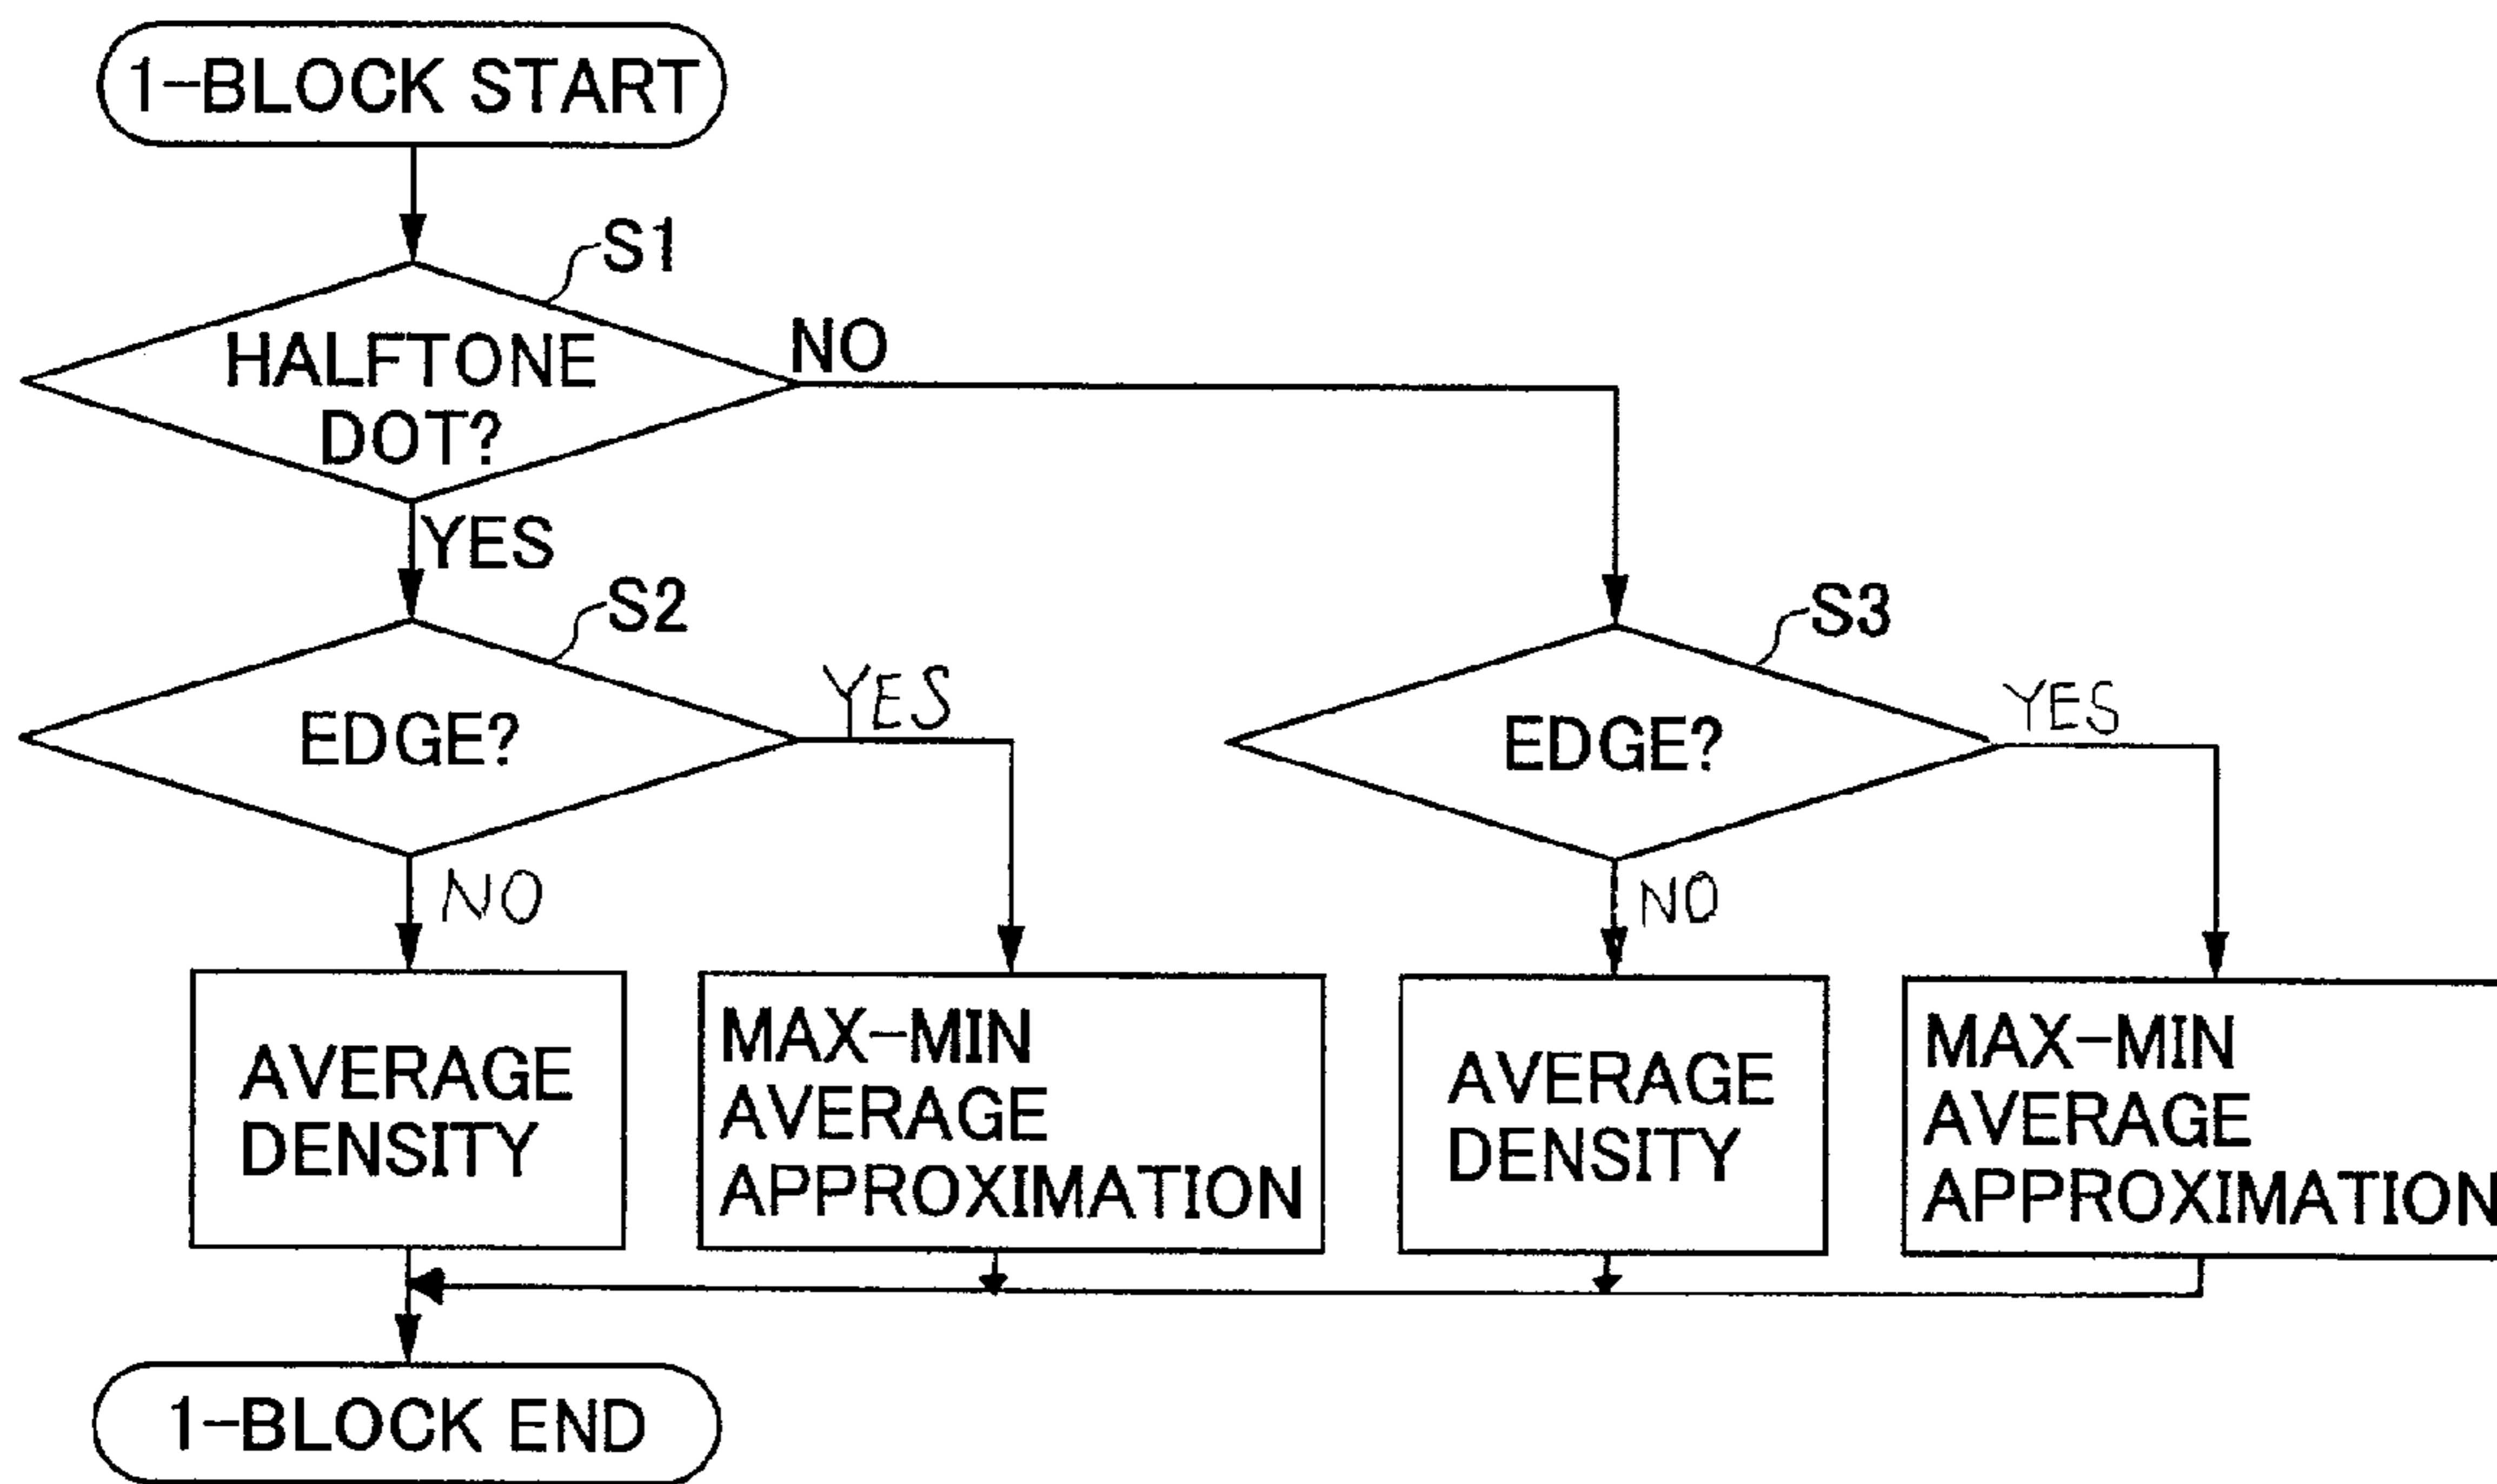 1-BLOCK START
S1
HALFTONE
DOT?
NO
YES
S2
EDGE?
YES
NO
S3
EDGE?
YES
NO
AVERAGE
DENSITY
MAX-MIN
AVERAGE
APPROXIMATION
AVERAGE
DENSITY
MAX-MIN
AVERAGE
APPROXIMATION
1-BLOCK END